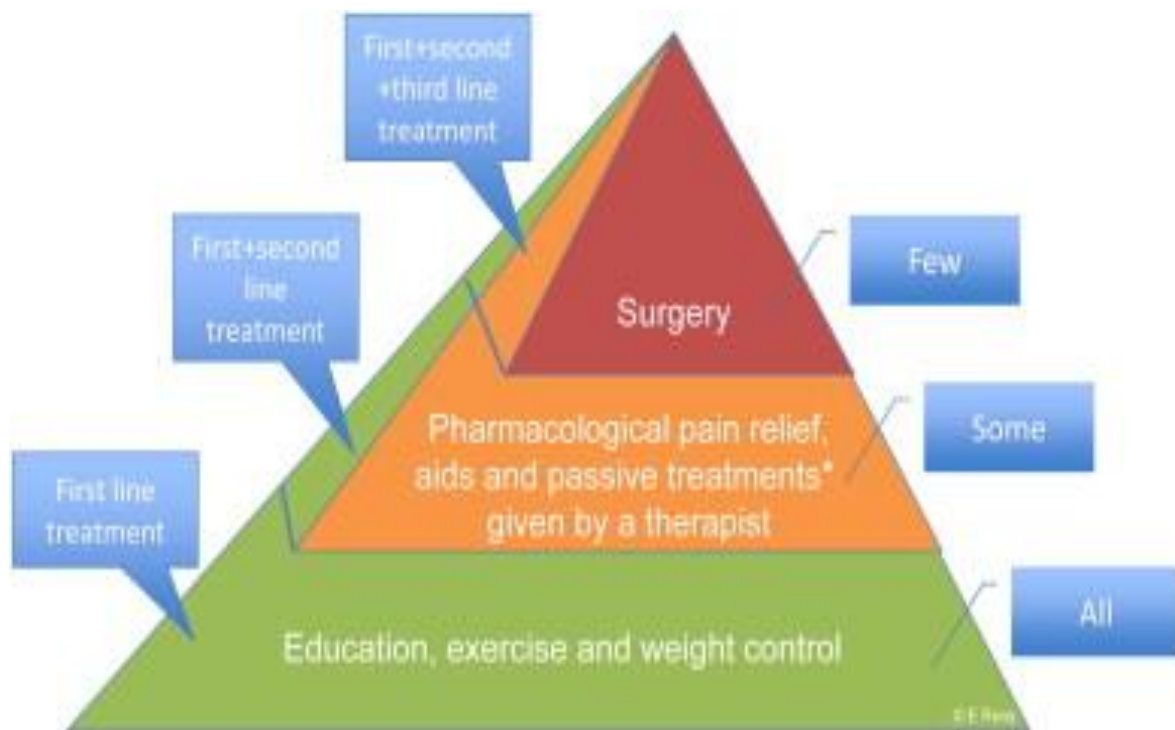 First+second
+third line
treatment
First+second
line
treatment
First line
treatment
Surgery
Pharmacological pain relief,
aids and passive treatments*
given by a therapist
Education, exercise and weight control
Few
Some
All